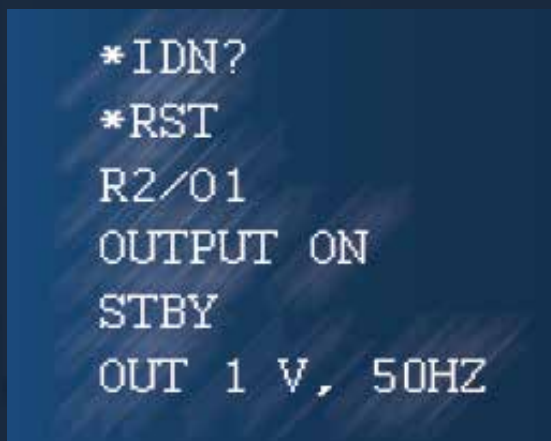 *IDN?
*RST
R2/01
OUTPUT ON
STBY
OUT 1 V, 50HZ